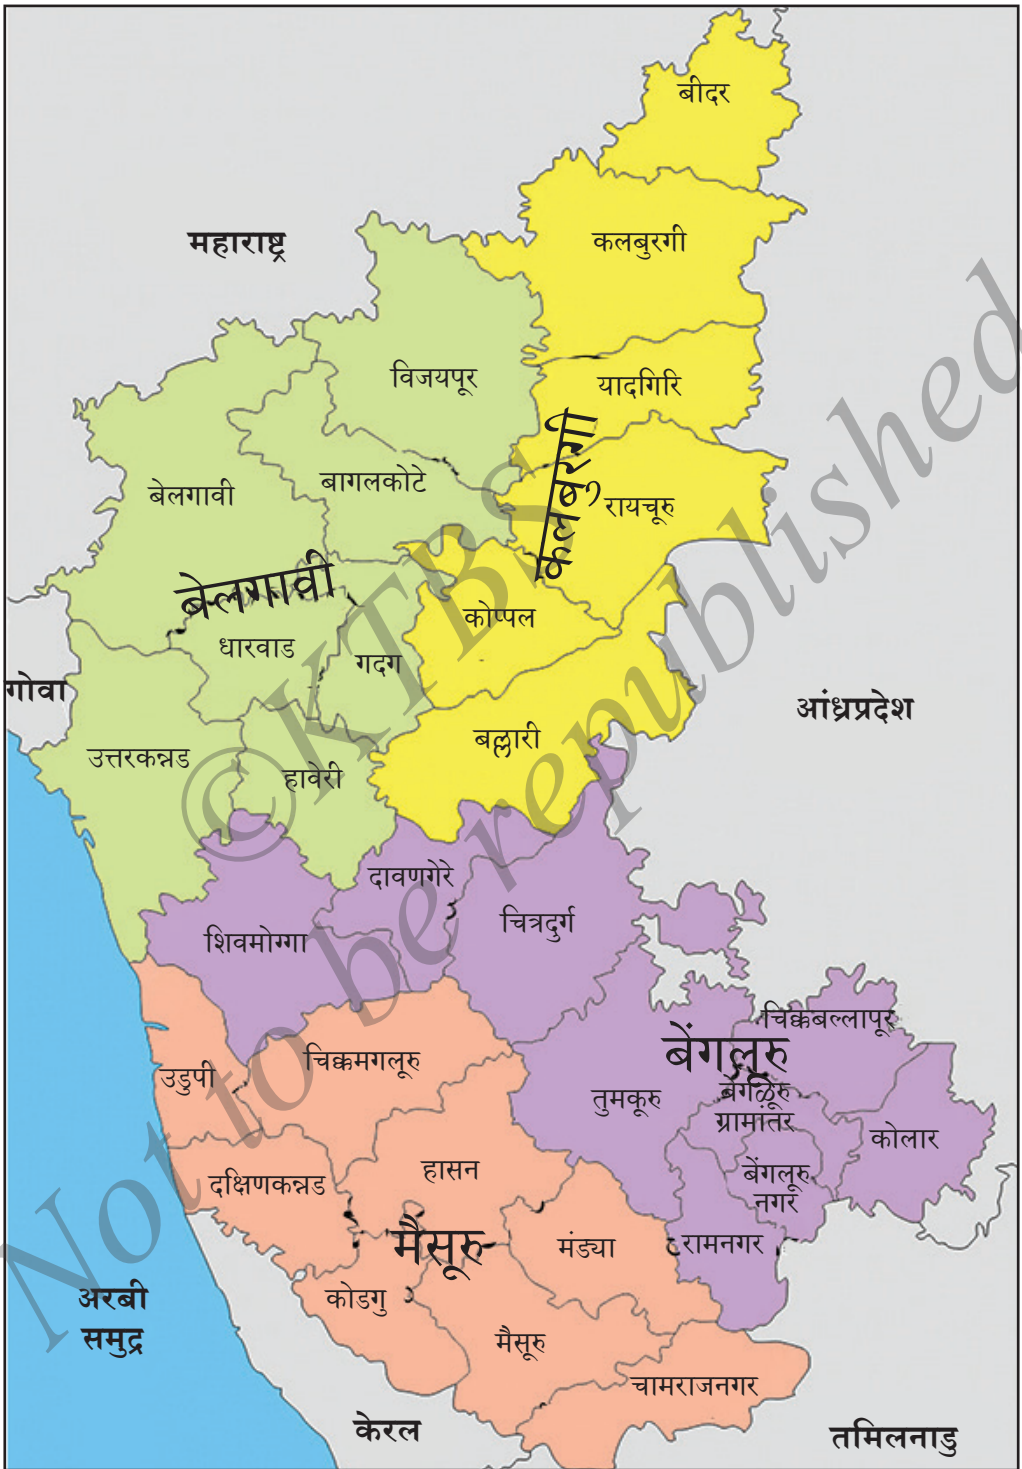 बीदर
महाराष्ट्र
कलबुरगी
विजयपूर
यादगिरि
कलबुरगी
बेलगावी
बागलकोटे
रायचूरु
बेलगावी
कोप्पल
धारवाड
गदग
गोवा
आंध्रप्रदेश
उत्तरकन्नड
बल्लारी
हावेरी
दावणगेरे
शिवमोग्गा
चित्रदुर्ग
चिक्कबल्लापूर
बेंगलूरु
चिक्कमगलूरु
उडुपी
तुमकूरु
बेंगळूरु
ग्रामांतर
कोलार
हासन
दक्षिणकन्नड
बेंगलूरु
नगर
मैसूरु
मंड्या
रामनगर
अरबी
समुद्र
कोडगु
मैसूरु
चामराजनगर
केरल
तमिलनाडु
©KTBS
Not to be republished